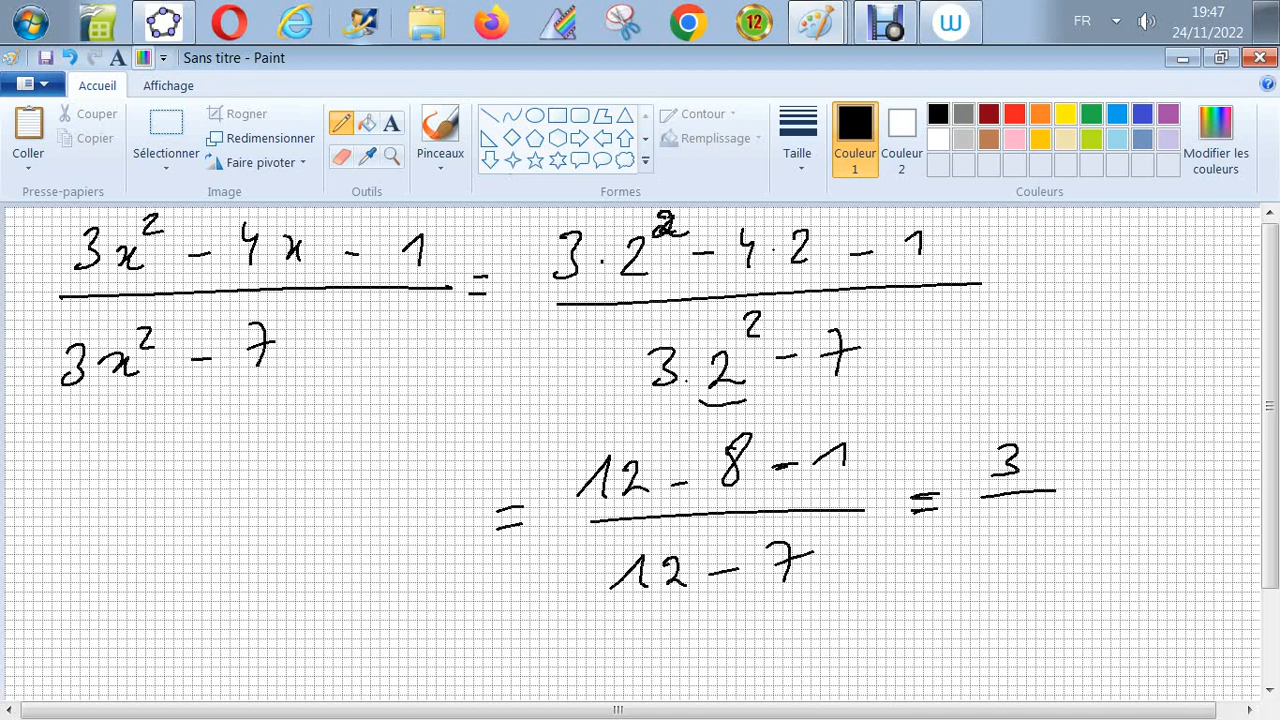 12
FR
19:47
24/11/2022
W
Sans titre - Paint
Accueil Affichage
Coller
Couper
Copier
Presse-papiers
Sélectionner
Rogner
Redimensionner
Faire pivoter
Image
A
Outils
Pinceaux
Formes
Contour
Remplissage
Taille
Couleur 1
Couleur 2
Modifier les couleurs
Couleurs
3x² - 4x - 1 = 3·2² - 4·2 - 1
3x² - 7 3·2² - 7
= 12 - 8 - 1 = 3
12 - 7